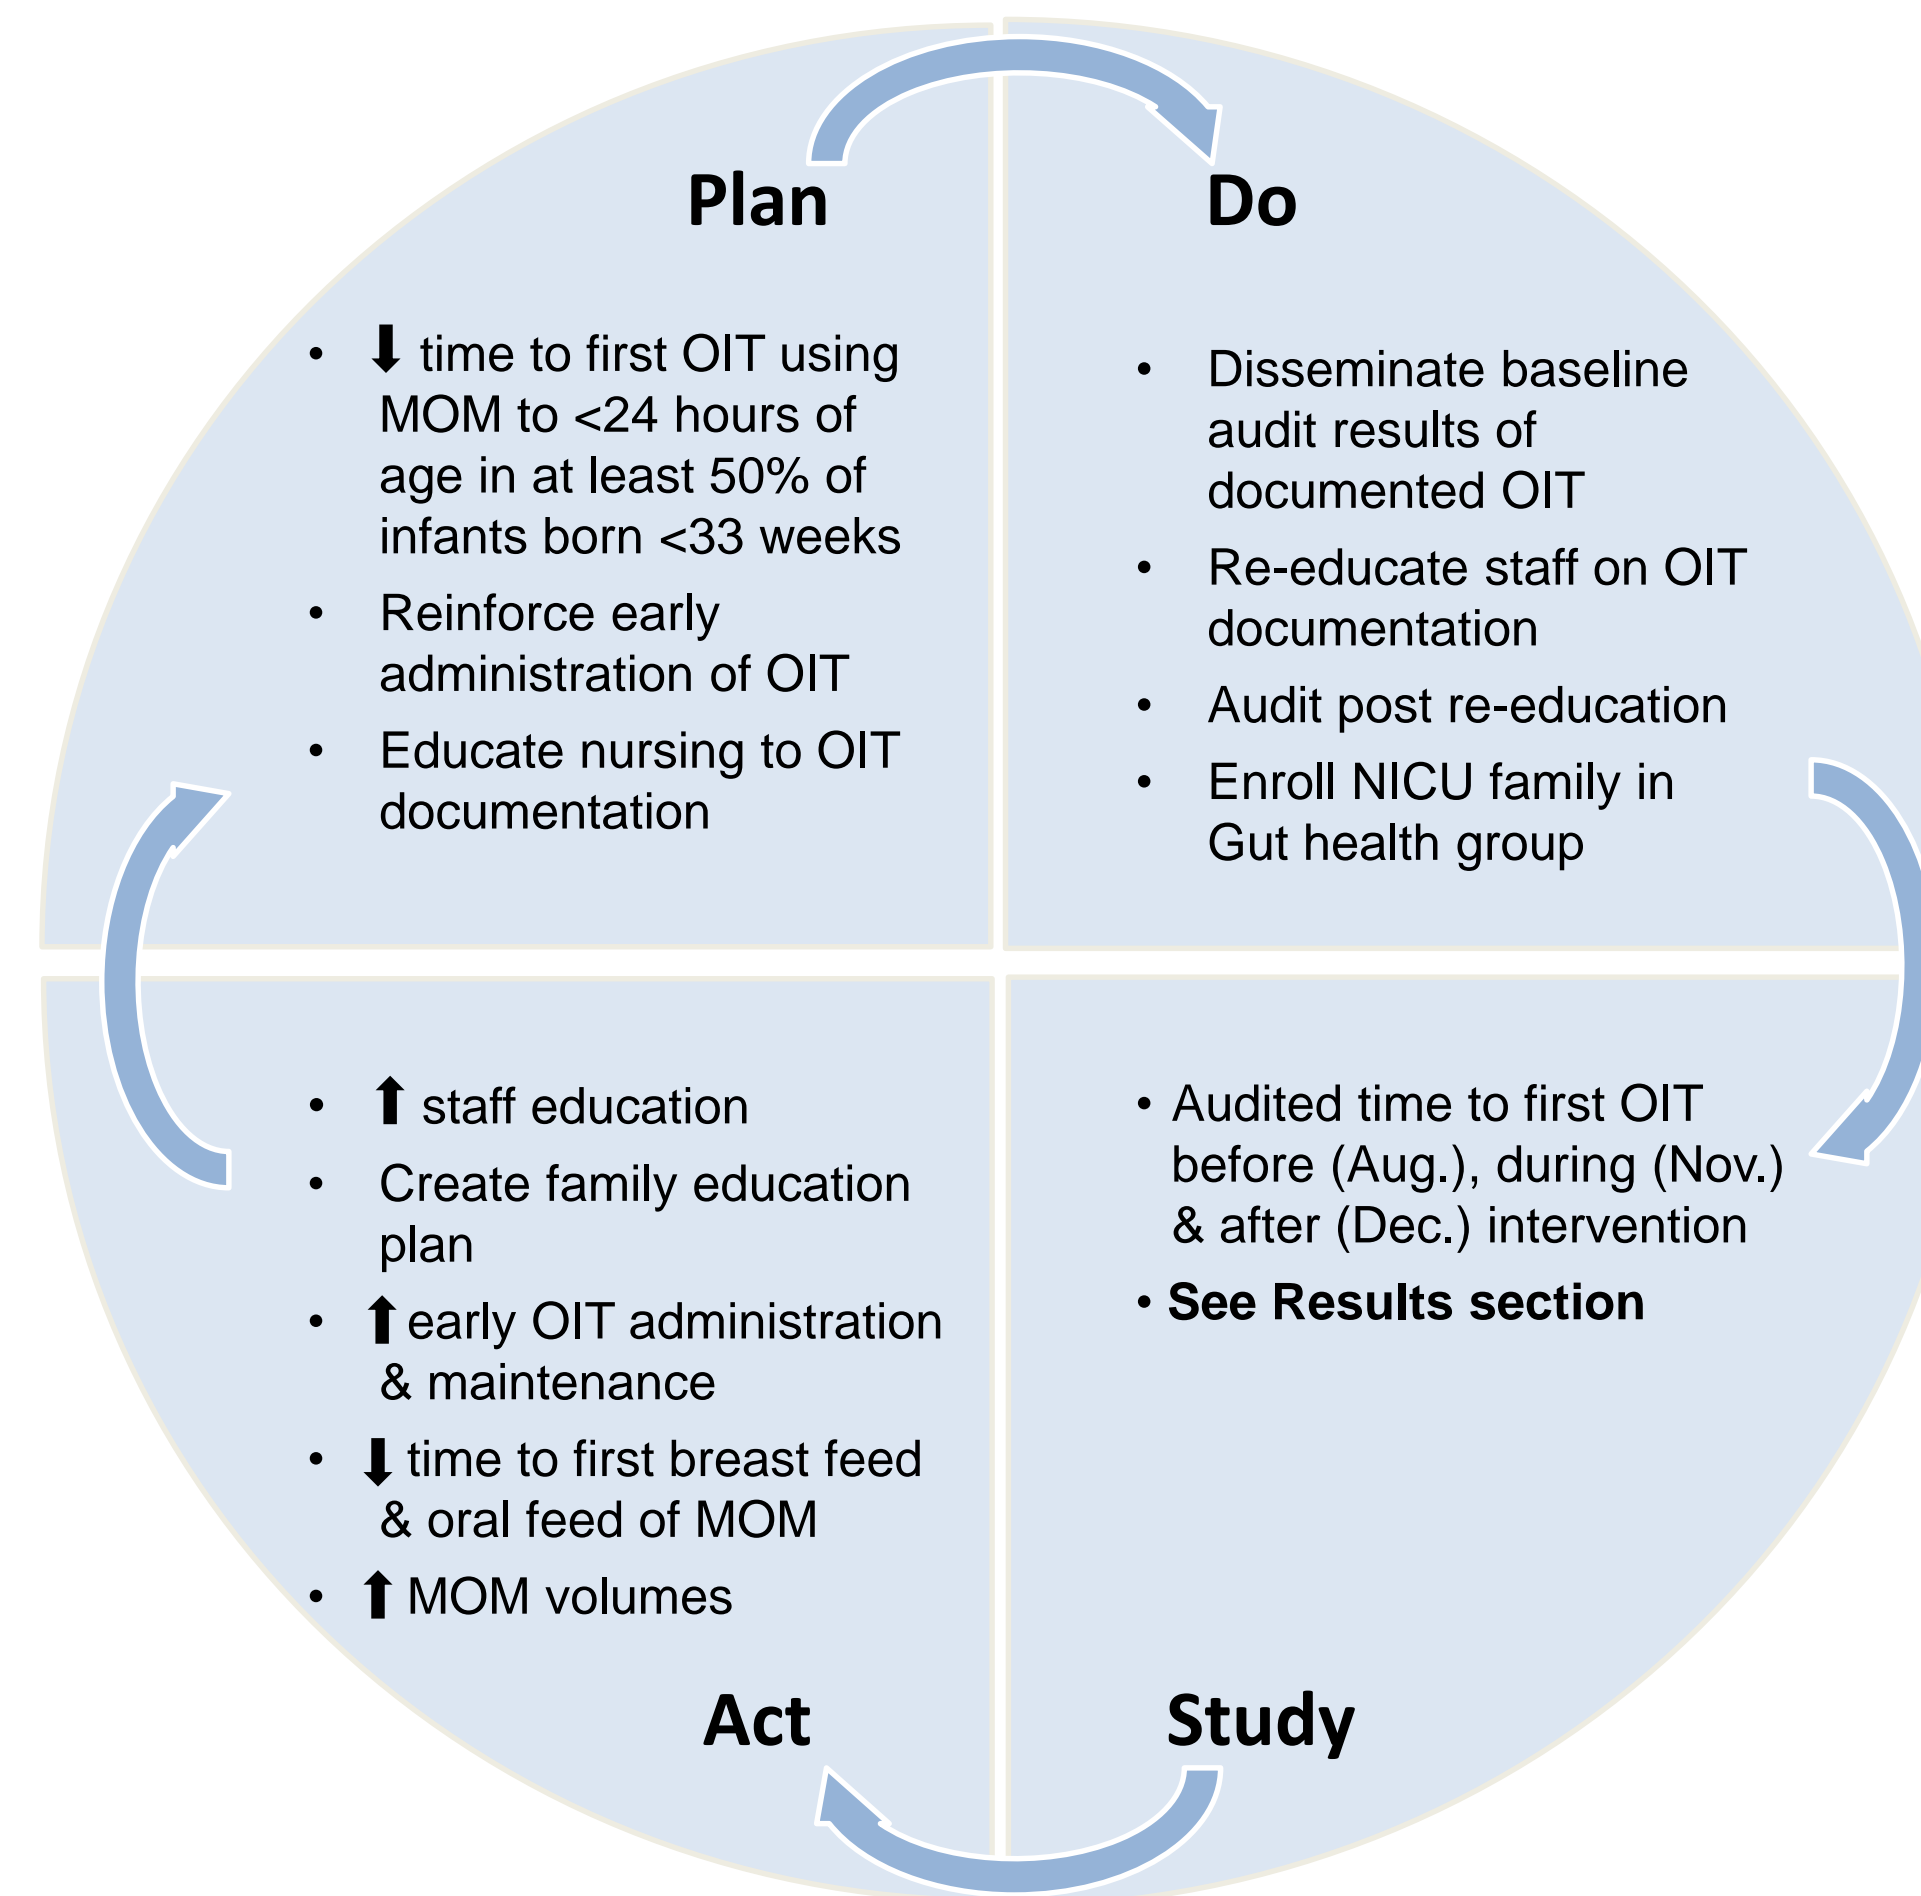 Plan
• ⬇ time to first OIT using
MOM to <24 hours of
age in at least 50% of
infants born <33 weeks
• Reinforce early
administration of OIT
• Educate nursing to OIT
documentation
Do
• Disseminate baseline
audit results of
documented OIT
• Re-educate staff on OIT
documentation
• Audit post re-education
• Enroll NICU family in
Gut health group
• ⬆ staff education
• Create family education
plan
• ⬆ early OIT administration
& maintenance
• ⬇ time to first breast feed
& oral feed of MOM
• ⬆ MOM volumes
Act
• Audited time to first OIT
before (Aug.), during (Nov.)
& after (Dec.) intervention
• See Results section
Study